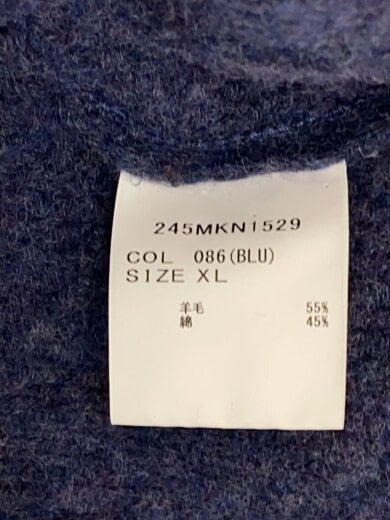 245MKN1529
COL 086(BLU)
SIZE XL
羊毛 55%
綿 45%